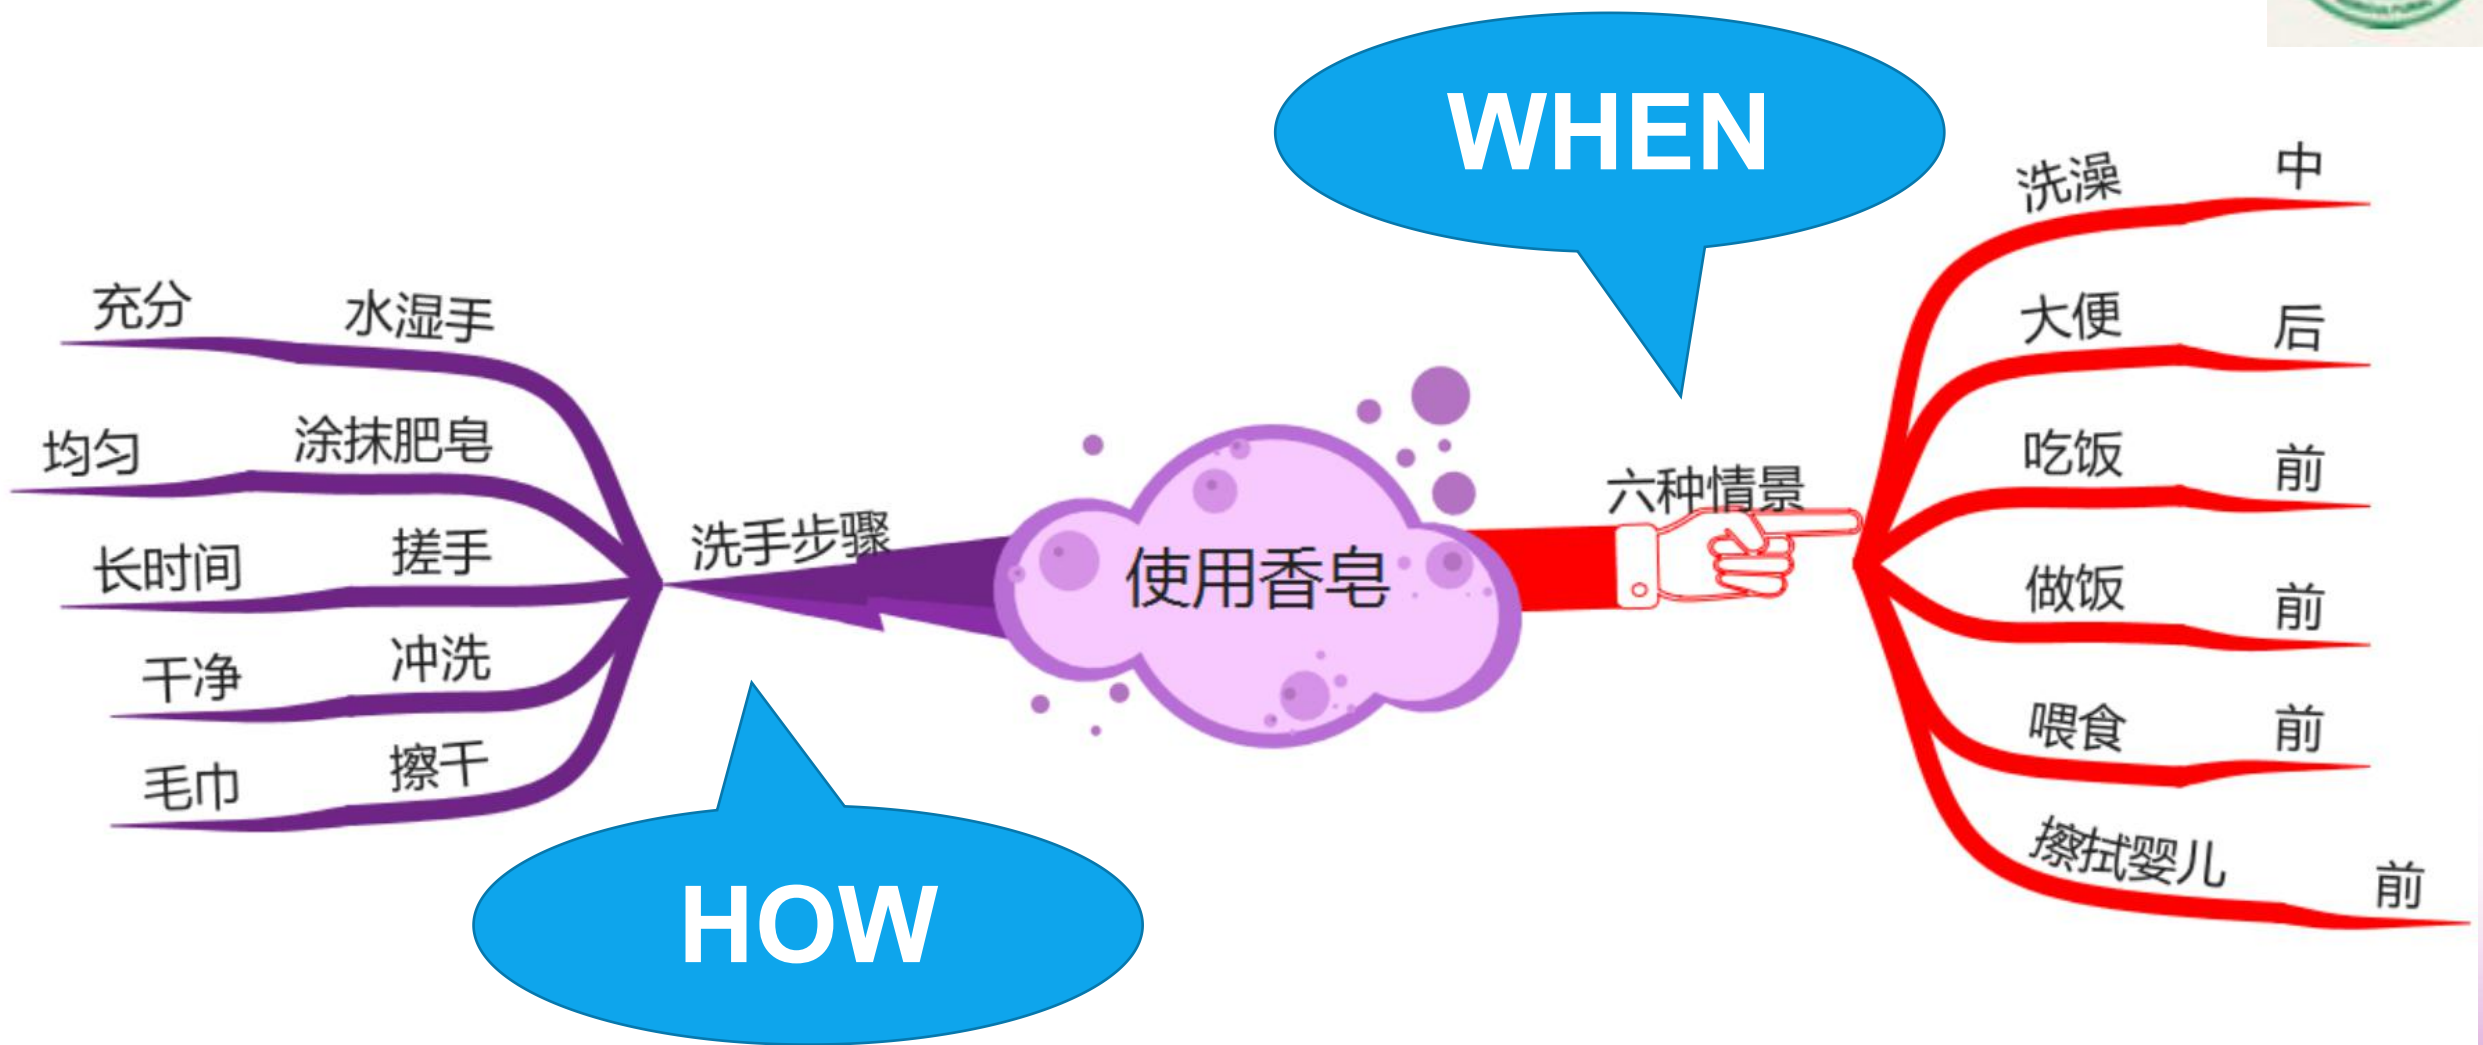 WHEN
洗澡 中
大便 后
吃饭 前
做饭 前
喂食 前
擦拭婴儿 前
六种情景
使用香皂
洗手步骤
充分 水湿手
均匀 涂抹肥皂
长时间 搓手
干净 冲洗
毛巾 擦干
HOW